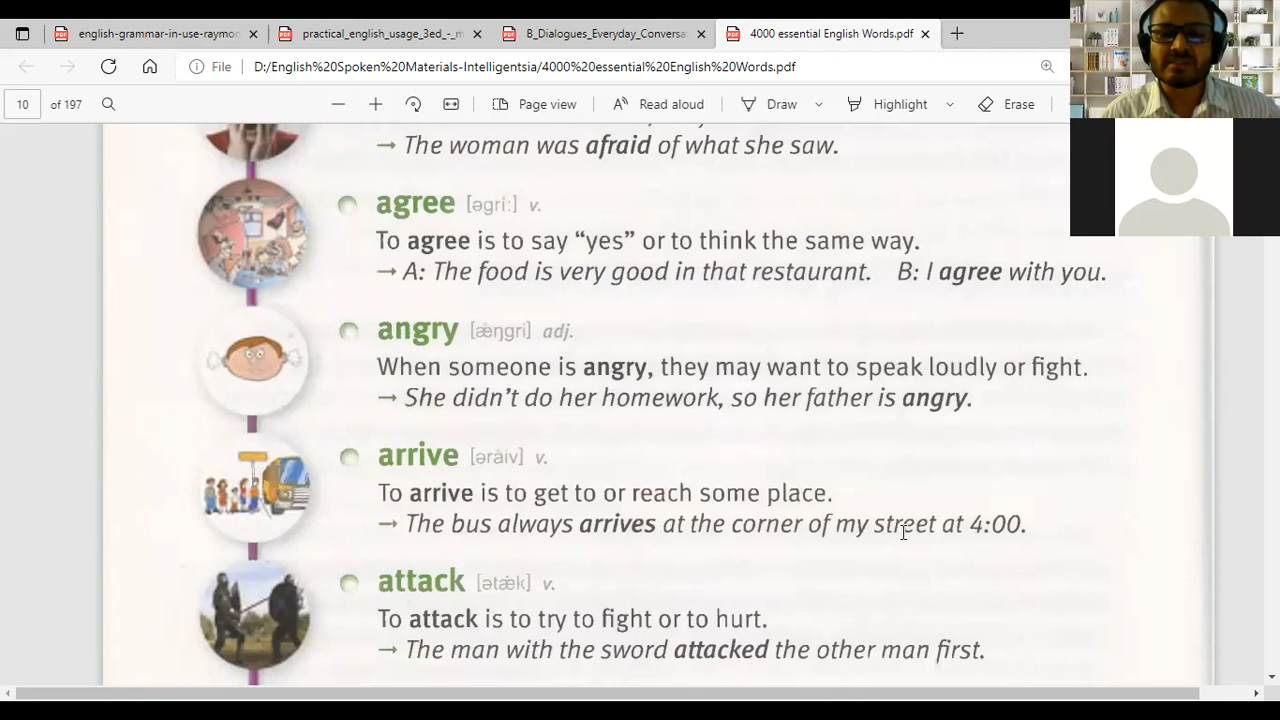 english-grammar-in-use-raymor
practical_english_usage_3ed_-_m
B_Dialogues_Everyday_Conversa
4000 essential English Words.pdf
File D:/English%20Spoken%20Materials-Intelligentsia/4000%20essential%20English%20Words.pdf
10 of 197 Page view Read aloud Draw Highlight Erase
→ The woman was afraid of what she saw.
agree [əgríː] v.
To agree is to say “yes” or to think the same way.
→ A: The food is very good in that restaurant. B: I agree with you.
angry [ǽŋgri] adj.
When someone is angry, they may want to speak loudly or fight.
→ She didn’t do her homework, so her father is angry.
arrive [əráiv] v.
To arrive is to get to or reach some place.
→ The bus always arrives at the corner of my street at 4:00.
attack [ətǽk] v.
To attack is to try to fight or to hurt.
→ The man with the sword attacked the other man first.